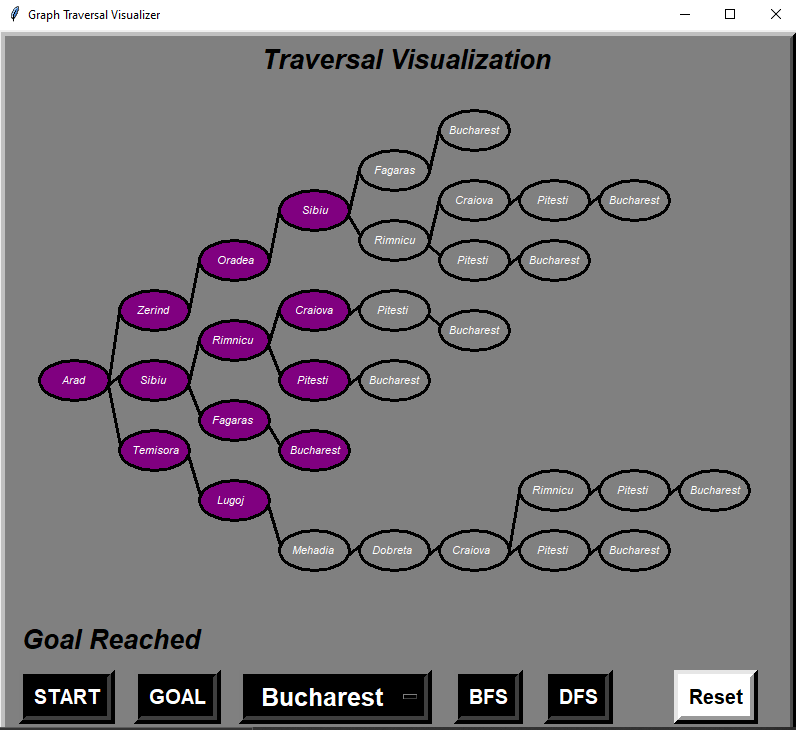 Graph Traversal Visualizer
Traversal Visualization
Bucharest
Fagaras
Craiova Pitesti Bucharest
Sibiu
Rimnicu
Oradea Pitesti Bucharest
Zerind Craiova Pitesti
Bucharest
Rimnicu
Arad Sibiu Pitesti Bucharest
Fagaras
Temisora Bucharest
Lugoj Rimnicu Pitesti Bucharest
Mehadia Dobreta Craiova Pitesti Bucharest
Goal Reached
START GOAL Bucharest BFS DFS Reset